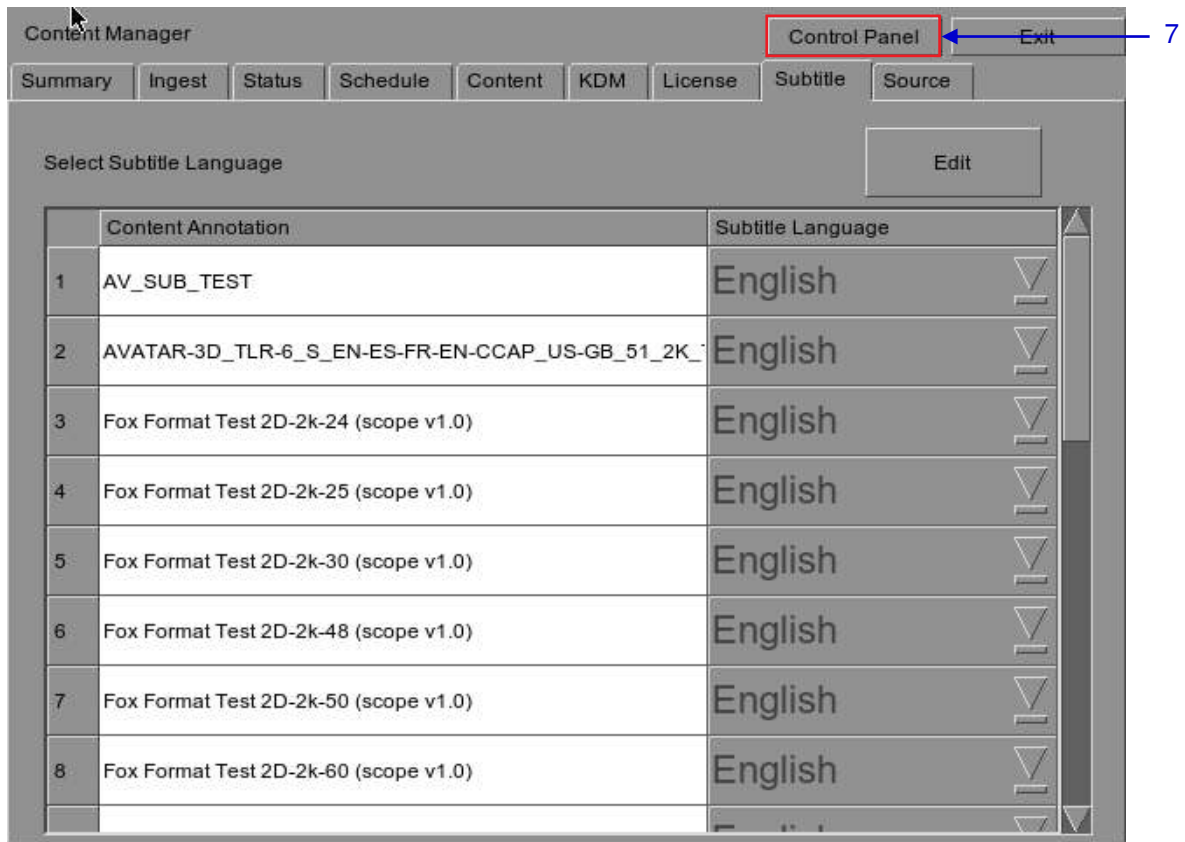 Content Manager
Control Panel
Exit
7
Summary Ingest Status Schedule Content KDM License Subtitle Source
Select Subtitle Language
Edit
Content Annotation Subtitle Language
1 AV_SUB_TEST English
2 AVATAR-3D_TLR-6_S_EN-ES-FR-EN-CCAP_US-GB_51_2K_ English
3 Fox Format Test 2D-2k-24 (scope v1.0) English
4 Fox Format Test 2D-2k-25 (scope v1.0) English
5 Fox Format Test 2D-2k-30 (scope v1.0) English
6 Fox Format Test 2D-2k-48 (scope v1.0) English
7 Fox Format Test 2D-2k-50 (scope v1.0) English
8 Fox Format Test 2D-2k-60 (scope v1.0) English